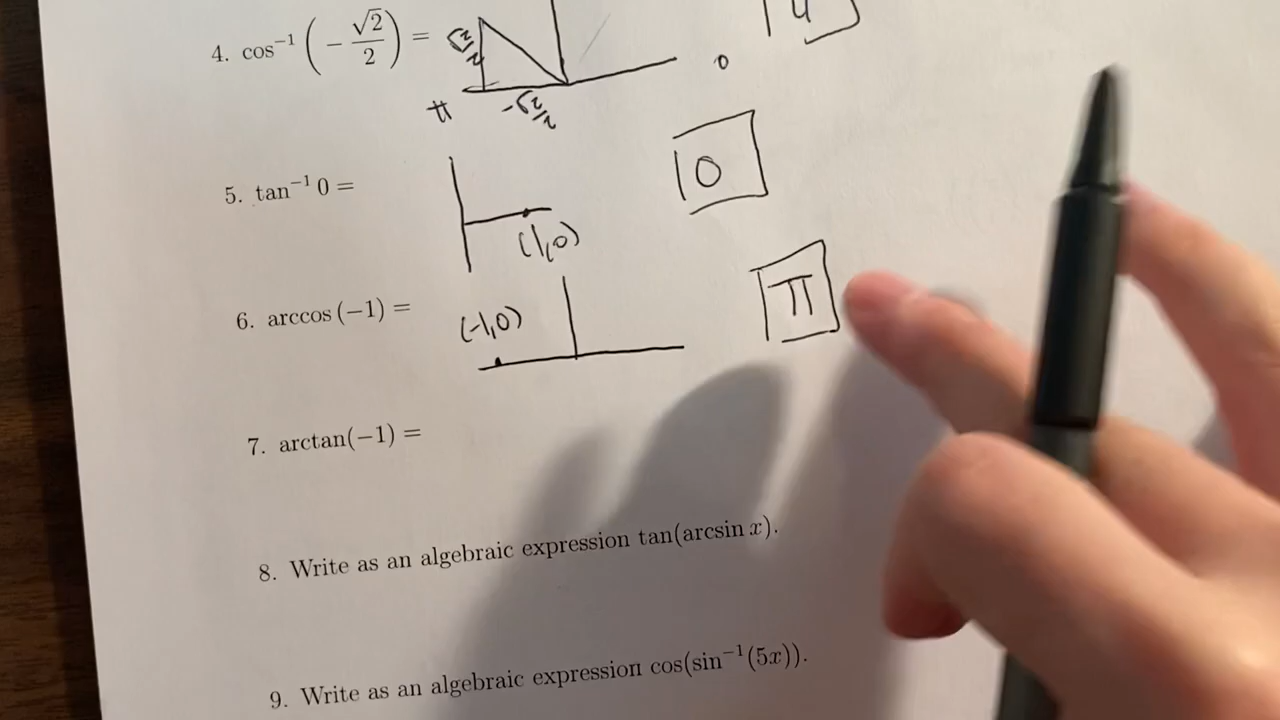 4. cos⁻¹ (−√2/2) =
√2/2
π
-√2/2
0
4
5. tan⁻¹ 0 =
(1,0)
0
6. arccos (−1) =
(-1,0)
π
7. arctan(−1) =
8. Write as an algebraic expression tan(arcsin x).
9. Write as an algebraic expression cos(sin⁻¹(5x)).